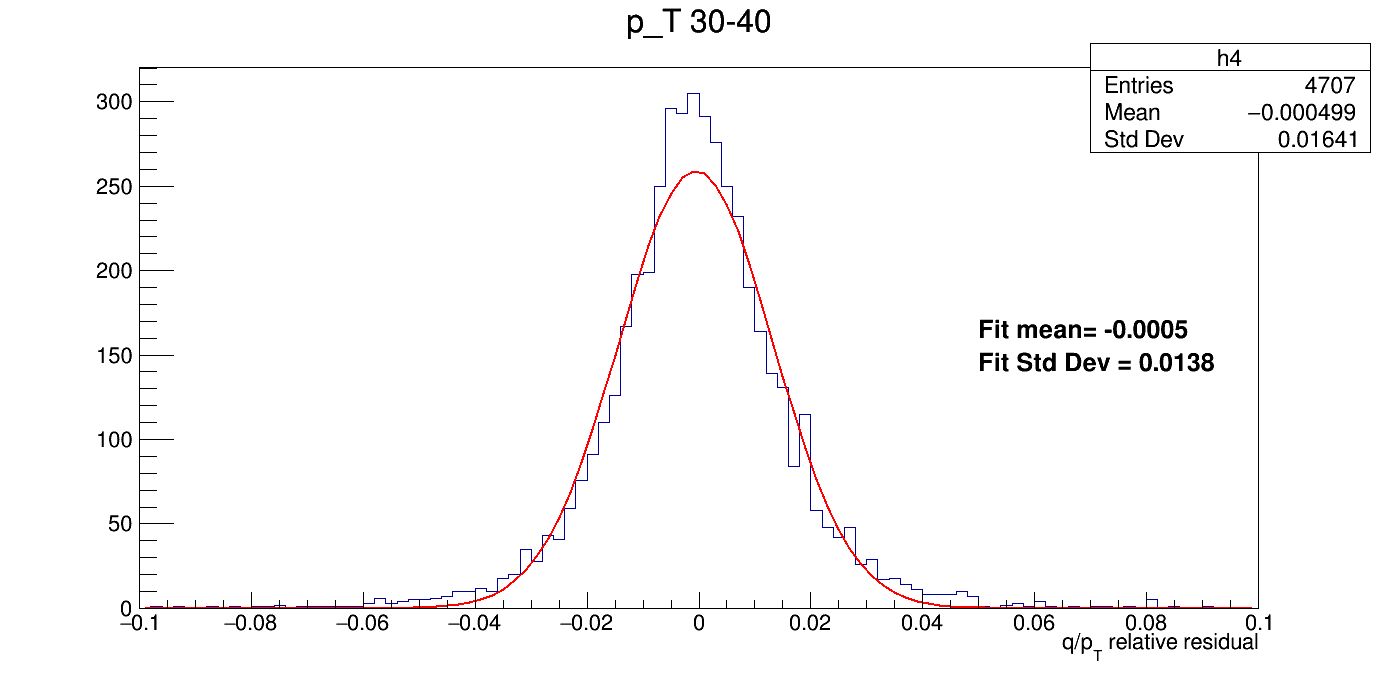 p_T 30-40
h4
Entries 4707
Mean −0.000499
Std Dev 0.01641
300
250
200
150
100
50
0
Fit mean= -0.0005
Fit Std Dev = 0.0138
−0.1 −0.08 −0.06 −0.04 −0.02 0 0.02 0.04 0.06 0.08 0.1
q/p_T relative residual